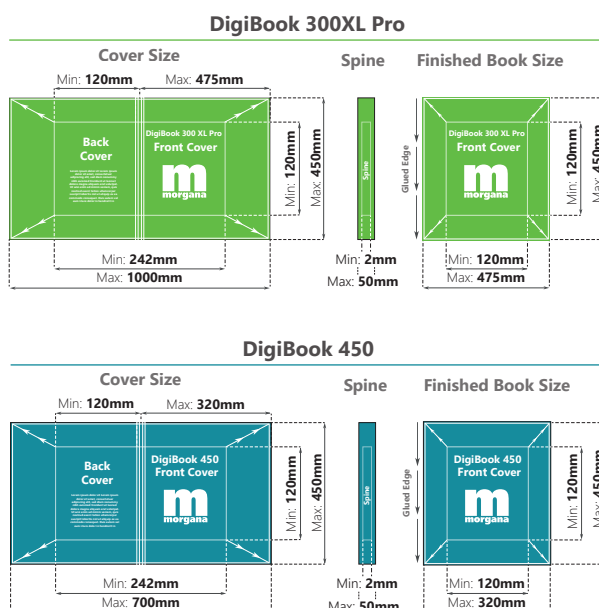 DigiBook 300XL Pro
Cover Size
Spine
Finished Book Size
Min: 120mm
Max: 475mm
Back
Cover
DigiBook 300 XL Pro
Front Cover
m
morgana
Min: 120mm
Max: 450mm
Spine
Glued Edge
DigiBook 300 XL Pro
Front Cover
m
morgana
Min: 120mm
Max: 450mm
Min: 242mm
Max: 1000mm
Min: 2mm
Max: 50mm
Min: 120mm
Max: 475mm
DigiBook 450
Cover Size
Spine
Finished Book Size
Min: 120mm
Max: 320mm
Back
Cover
DigiBook 450
Front Cover
m
morgana
Min: 120mm
Max: 450mm
Spine
Glued Edge
DigiBook 450
Front Cover
m
morgana
Min: 120mm
Max: 450mm
Min: 242mm
Max: 700mm
Min: 2mm
Max: 50mm
Min: 120mm
Max: 320mm